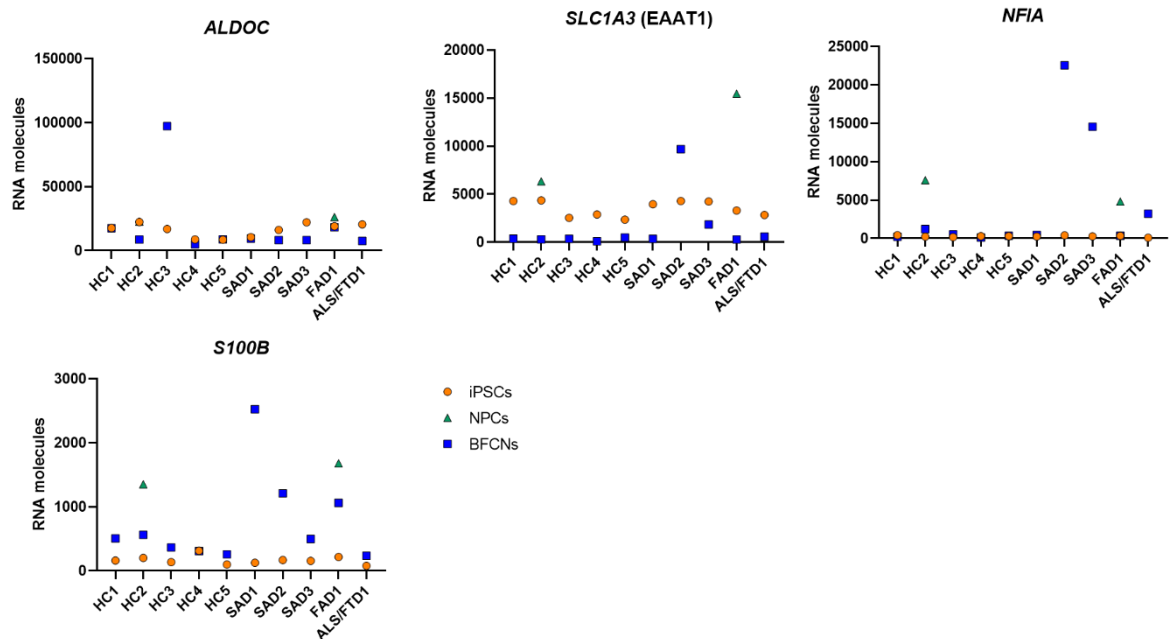 ALDOC
RNA molecules
150000
100000
50000
0
HC1
HC2
HC3
HC4
HC5
SAD1
SAD2
SAD3
FAD1
ALS/FTD1
SLC1A3 (EAAT1)
RNA molecules
20000
15000
10000
5000
0
HC1
HC2
HC3
HC4
HC5
SAD1
SAD2
SAD3
FAD1
ALS/FTD1
NFIA
RNA molecules
25000
20000
15000
10000
5000
0
HC1
HC2
HC3
HC4
HC5
SAD1
SAD2
SAD3
FAD1
ALS/FTD1
S100B
RNA molecules
3000
2000
1000
0
HC1
HC2
HC3
HC4
HC5
SAD1
SAD2
SAD3
FAD1
ALS/FTD1
iPSCs
NPCs
BFCNs